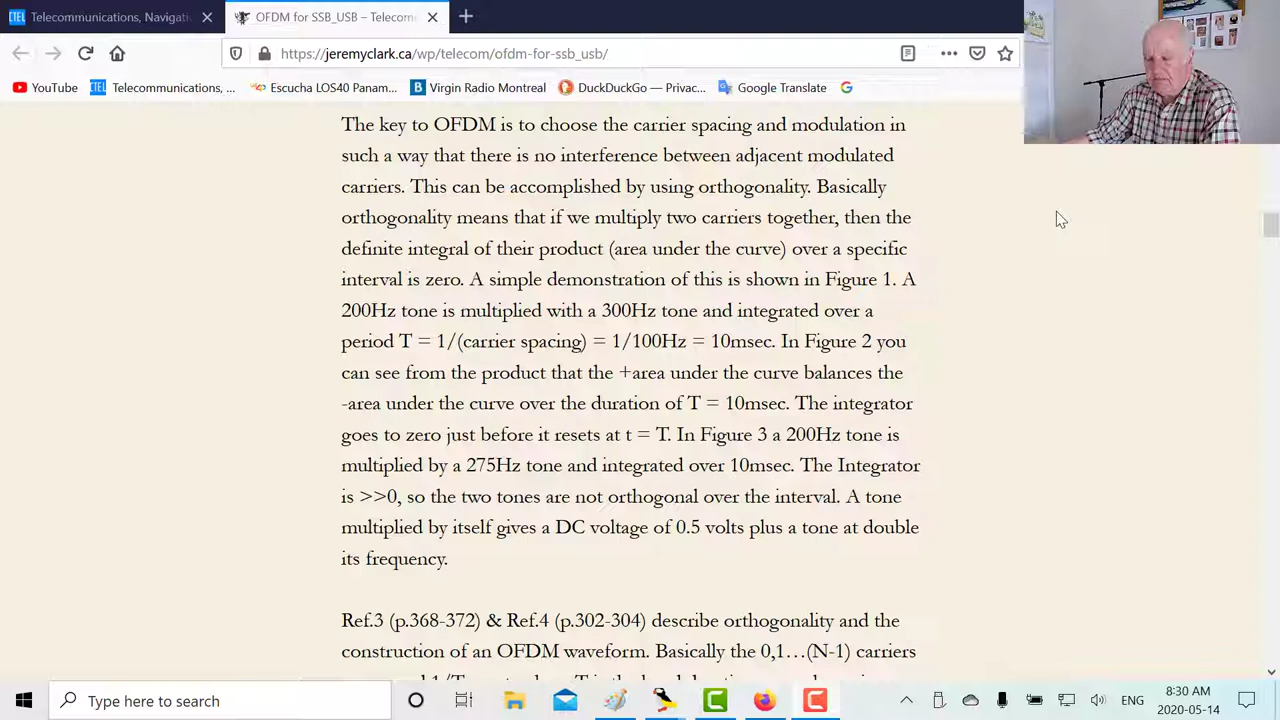 Telecommunications, Navigati
OFDM for SSB_USB – Telecom
https://jeremyclark.ca/wp/telecom/ofdm-for-ssb_usb/
YouTube
Telecommunications, ...
Escucha LOS40 Panam...
Virgin Radio Montreal
DuckDuckGo — Privac...
Google Translate
The key to OFDM is to choose the carrier spacing and modulation in
such a way that there is no interference between adjacent modulated
carriers. This can be accomplished by using orthogonality. Basically
orthogonality means that if we multiply two carriers together, then the
definite integral of their product (area under the curve) over a specific
interval is zero. A simple demonstration of this is shown in Figure 1. A
200Hz tone is multiplied with a 300Hz tone and integrated over a
period T = 1/(carrier spacing) = 1/100Hz = 10msec. In Figure 2 you
can see from the product that the +area under the curve balances the
-area under the curve over the duration of T = 10msec. The integrator
goes to zero just before it resets at t = T. In Figure 3 a 200Hz tone is
multiplied by a 275Hz tone and integrated over 10msec. The Integrator
is >>0, so the two tones are not orthogonal over the interval. A tone
multiplied by itself gives a DC voltage of 0.5 volts plus a tone at double
its frequency.
Ref.3 (p.368-372) & Ref.4 (p.302-304) describe orthogonality and the
construction of an OFDM waveform. Basically the 0,1…(N-1) carriers
Type here to search
ENG
8:30 AM
2020-05-14